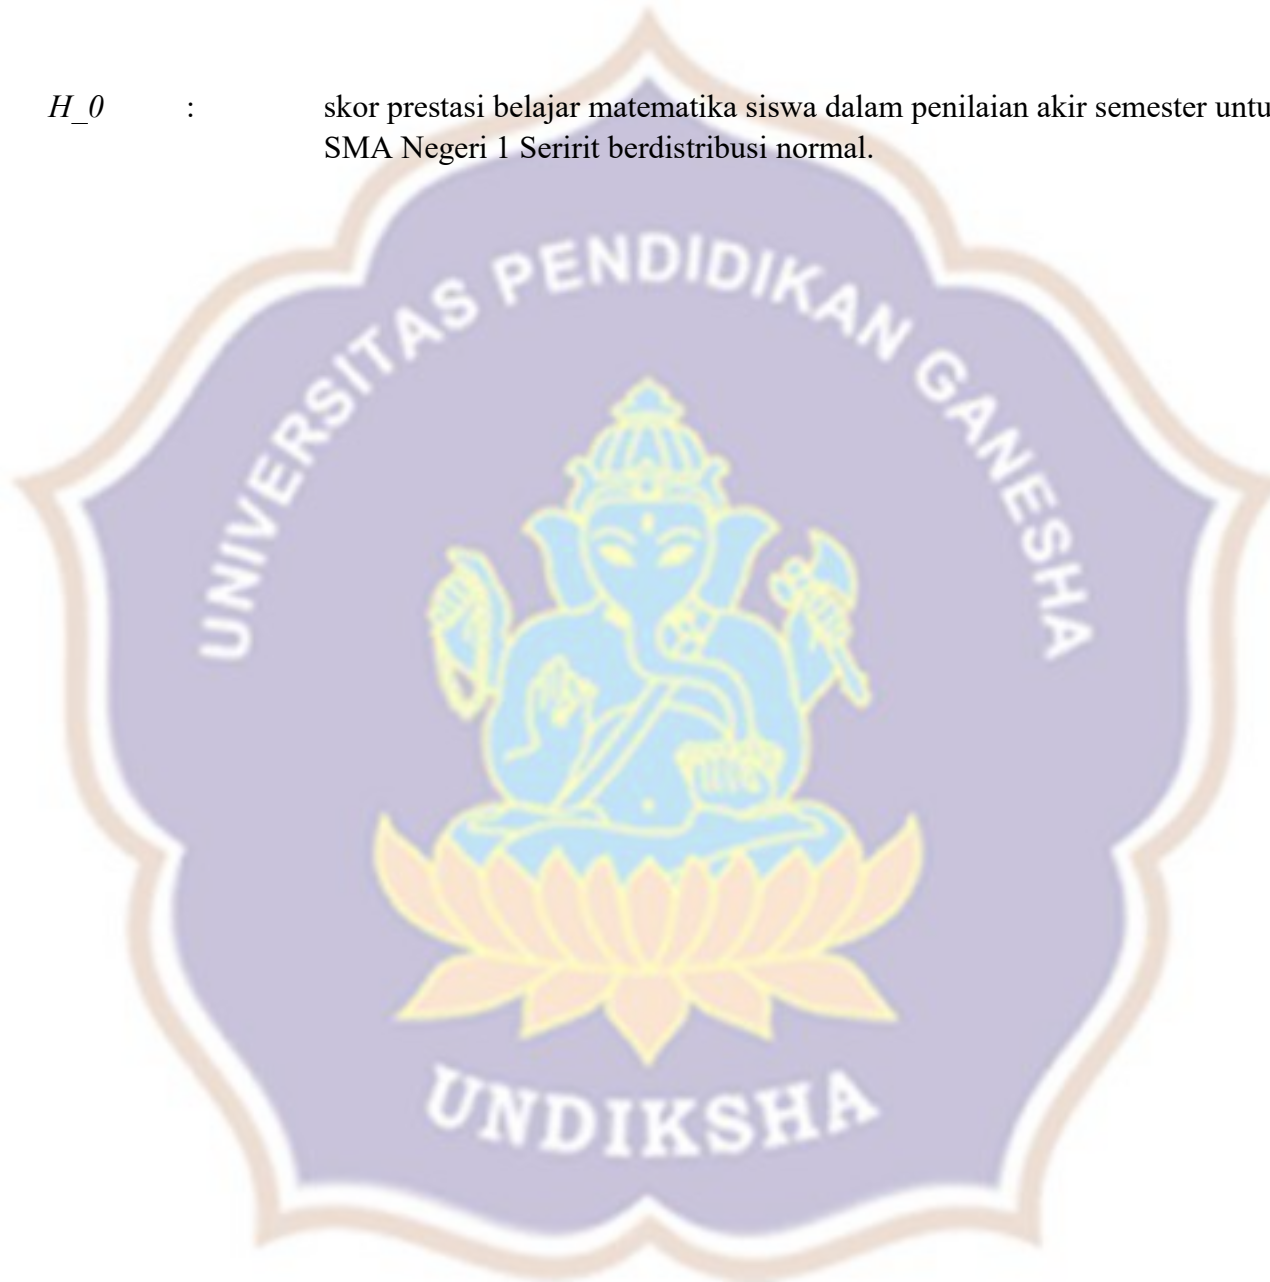 H_0 : skor prestasi belajar matematika siswa dalam penilaian akir semester untu
SMA Negeri 1 Seririt berdistribusi normal.
UNIVERSITAS PENDIDIKAN GANESHA
UNDIKSHA